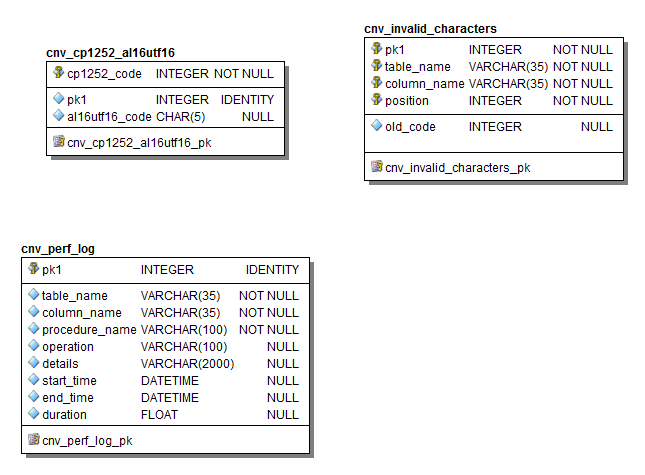 cnv_cp1252_al16utf16
cp1252_code INTEGER NOT NULL
pk1 INTEGER IDENTITY
al16utf16_code CHAR(5) NULL
cnv_cp1252_al16utf16_pk
cnv_invalid_characters
pk1 INTEGER NOT NULL
table_name VARCHAR(35) NOT NULL
column_name VARCHAR(35) NOT NULL
position INTEGER NOT NULL
old_code INTEGER NULL
cnv_invalid_characters_pk
cnv_perf_log
pk1 INTEGER IDENTITY
table_name VARCHAR(35) NOT NULL
column_name VARCHAR(35) NOT NULL
procedure_name VARCHAR(100) NOT NULL
operation VARCHAR(100) NULL
details VARCHAR(2000) NULL
start_time DATETIME NULL
end_time DATETIME NULL
duration FLOAT NULL
cnv_perf_log_pk